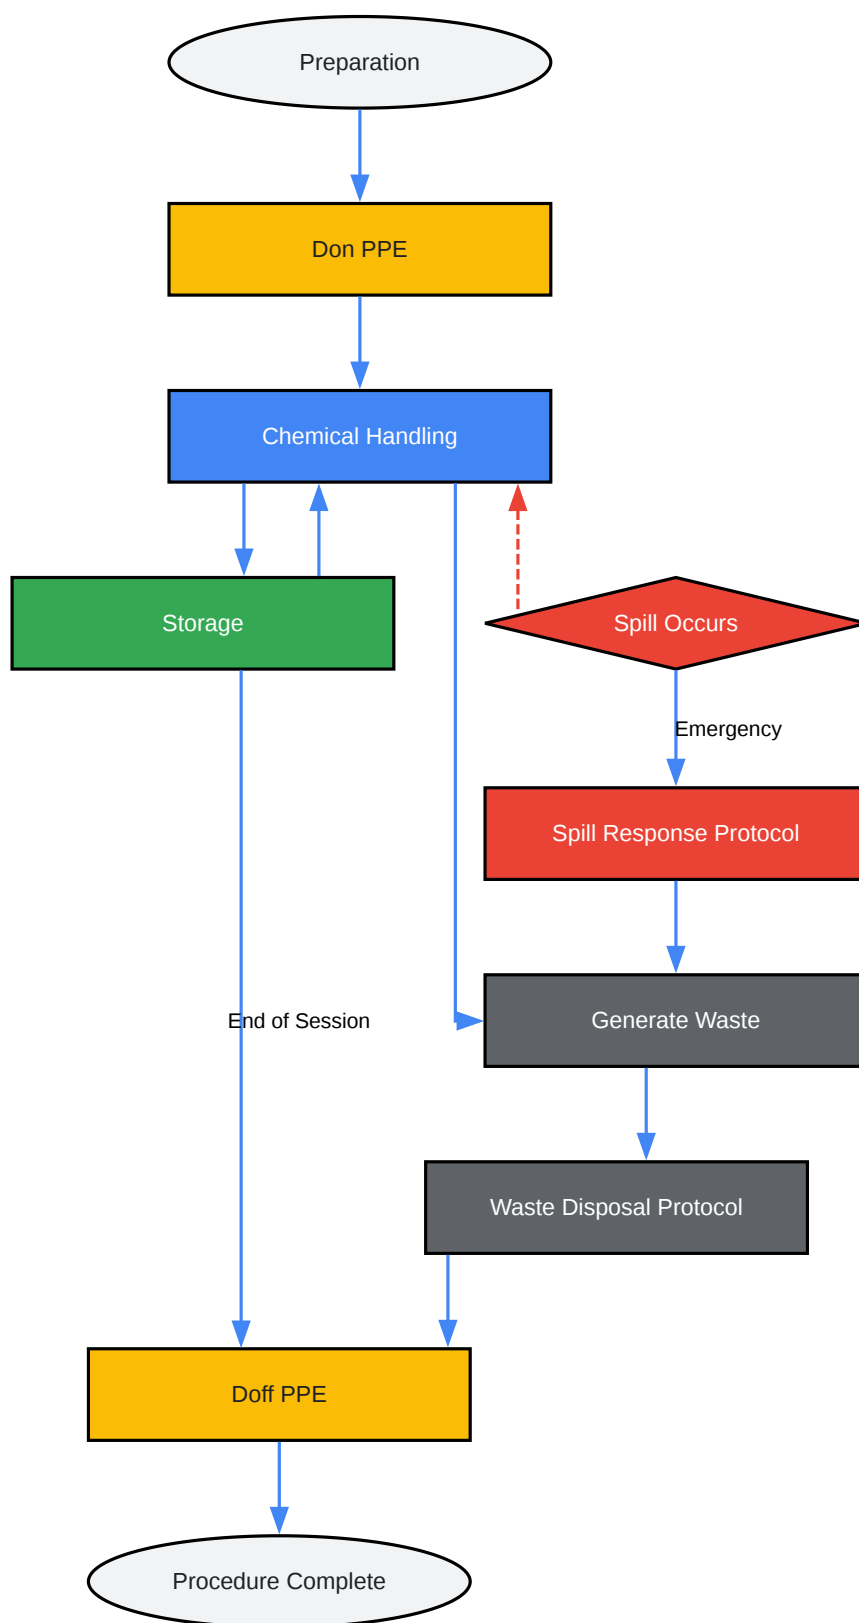 Preparation
Don PPE
Chemical Handling
Storage
Spill Occurs
Emergency
Spill Response Protocol
Generate Waste
End of Session
Waste Disposal Protocol
Doff PPE
Procedure Complete